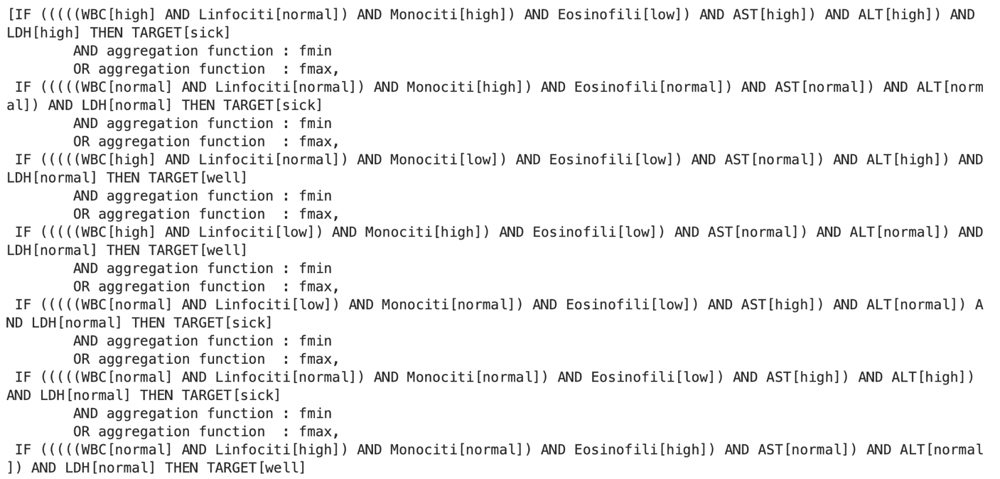 [IF (((((WBC[high] AND Linfociti[normal]) AND Monociti[high]) AND Eosinofili[low]) AND AST[high]) AND ALT[high]) AND
LDH[high] THEN TARGET[sick]
AND aggregation function : fmin
OR aggregation function  : fmax,
IF (((((WBC[normal] AND Linfociti[normal]) AND Monociti[high]) AND Eosinofili[normal]) AND AST[normal]) AND ALT[norm
al]) AND LDH[normal] THEN TARGET[sick]
AND aggregation function : fmin
OR aggregation function  : fmax,
IF (((((WBC[high] AND Linfociti[normal]) AND Monociti[low]) AND Eosinofili[low]) AND AST[normal]) AND ALT[high]) AND
LDH[normal] THEN TARGET[well]
AND aggregation function : fmin
OR aggregation function  : fmax,
IF (((((WBC[high] AND Linfociti[low]) AND Monociti[high]) AND Eosinofili[low]) AND AST[normal]) AND ALT[normal]) AND
LDH[normal] THEN TARGET[well]
AND aggregation function : fmin
OR aggregation function  : fmax,
IF (((((WBC[normal] AND Linfociti[low]) AND Monociti[normal]) AND Eosinofili[low]) AND AST[high]) AND ALT[normal]) A
ND LDH[normal] THEN TARGET[sick]
AND aggregation function : fmin
OR aggregation function  : fmax,
IF (((((WBC[normal] AND Linfociti[normal]) AND Monociti[normal]) AND Eosinofili[low]) AND AST[high]) AND ALT[high])
AND LDH[normal] THEN TARGET[sick]
AND aggregation function : fmin
OR aggregation function  : fmax,
IF (((((WBC[normal] AND Linfociti[high]) AND Monociti[normal]) AND Eosinofili[high]) AND AST[normal]) AND ALT[normal
]) AND LDH[normal] THEN TARGET[well]